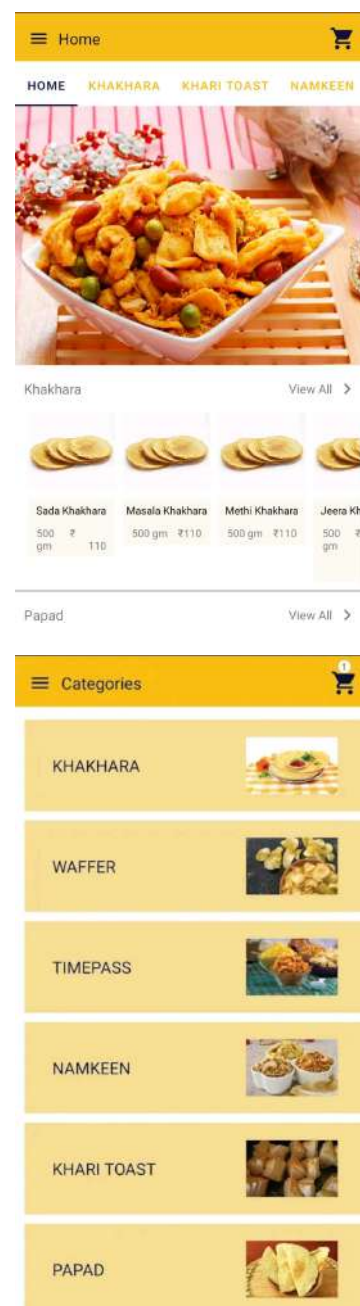 Home
HOME KHAKHARA KHARI TOAST NAMKEEN
Khakhara View All
Sada Khakhara Masala Khakhara Methi Khakhara Jeera Kh
500 gm ₹ 110 500 gm ₹110 500 gm ₹110 500 gm ₹
Papad View All
Categories 1
KHAKHARA
WAFFER
TIMEPASS
NAMKEEN
KHARI TOAST
PAPAD